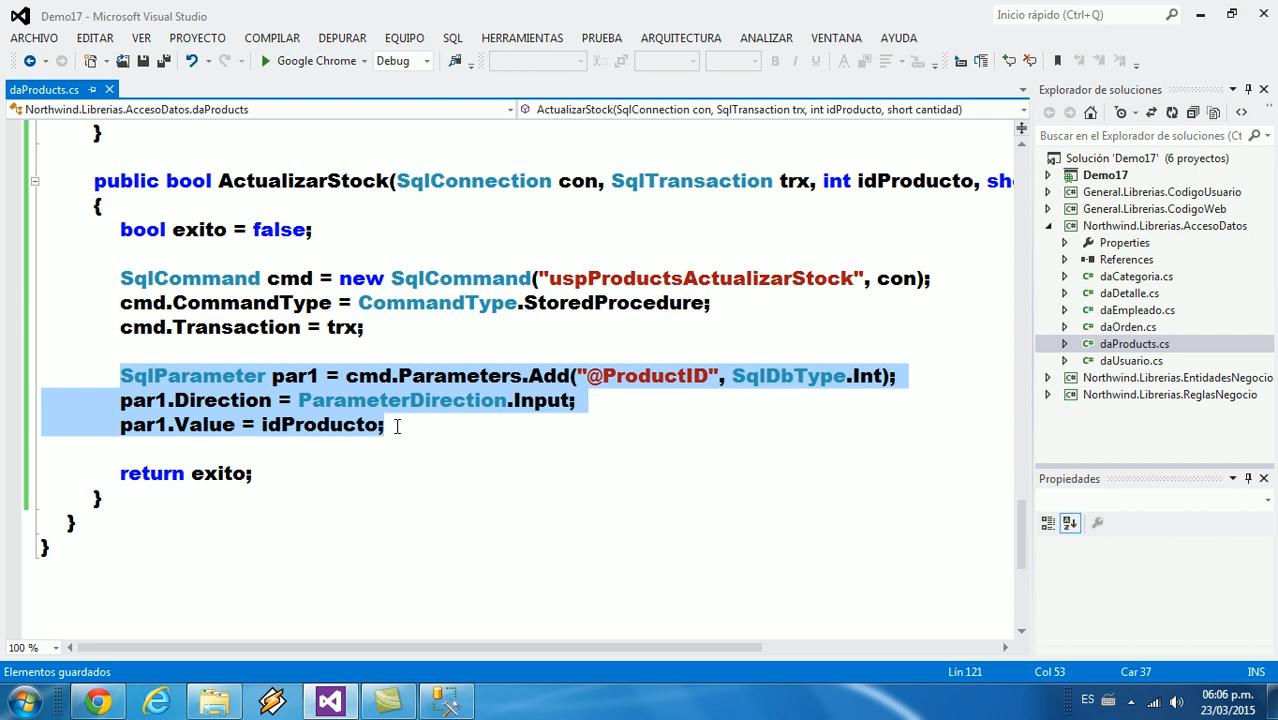 Demo17 - Microsoft Visual Studio
Inicio rápido (Ctrl+Q)
ARCHIVO EDITAR VER PROYECTO COMPILAR DEPURAR EQUIPO SQL HERRAMIENTAS PRUEBA ARQUITECTURA ANALIZAR VENTANA AYUDA
Google Chrome Debug
daProducts.cs
Northwind.Librerias.AccesoDatos.daProducts
ActualizarStock(SqlConnection con, SqlTransaction trx, int idProducto, short cantidad)
}
public bool ActualizarStock(SqlConnection con, SqlTransaction trx, int idProducto, sho
{
bool exito = false;
SqlCommand cmd = new SqlCommand("uspProductsActualizarStock", con);
cmd.CommandType = CommandType.StoredProcedure;
cmd.Transaction = trx;
SqlParameter par1 = cmd.Parameters.Add("@ProductID", SqlDbType.Int);
par1.Direction = ParameterDirection.Input;
par1.Value = idProducto;
return exito;
}
}
}
100 %
Explorador de soluciones
Buscar en el Explorador de soluciones (Ct
Solución 'Demo17' (6 proyectos)
Demo17
General.Librerias.CodigoUsuario
General.Librerias.CodigoWeb
Northwind.Librerias.AccesoDatos
Properties
References
daCategoria.cs
daDetalle.cs
daEmpleado.cs
daOrden.cs
daProducts.cs
daUsuario.cs
Northwind.Librerias.EntidadesNegocio
Northwind.Librerias.ReglasNegocio
Propiedades
Elementos guardados
Lín 121 Col 53 Car 37 INS
ES
06:06 p.m.
23/03/2015